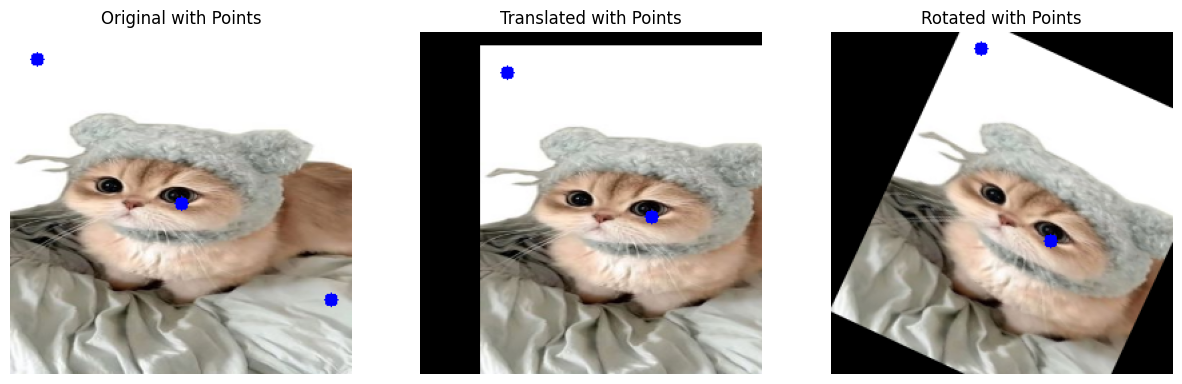 Original with Points
Translated with Points
Rotated with Points